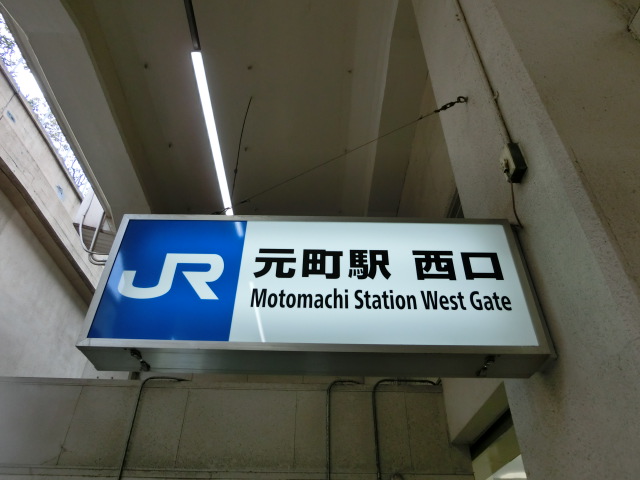 JR
元町駅 西口
Motomachi Station West Gate